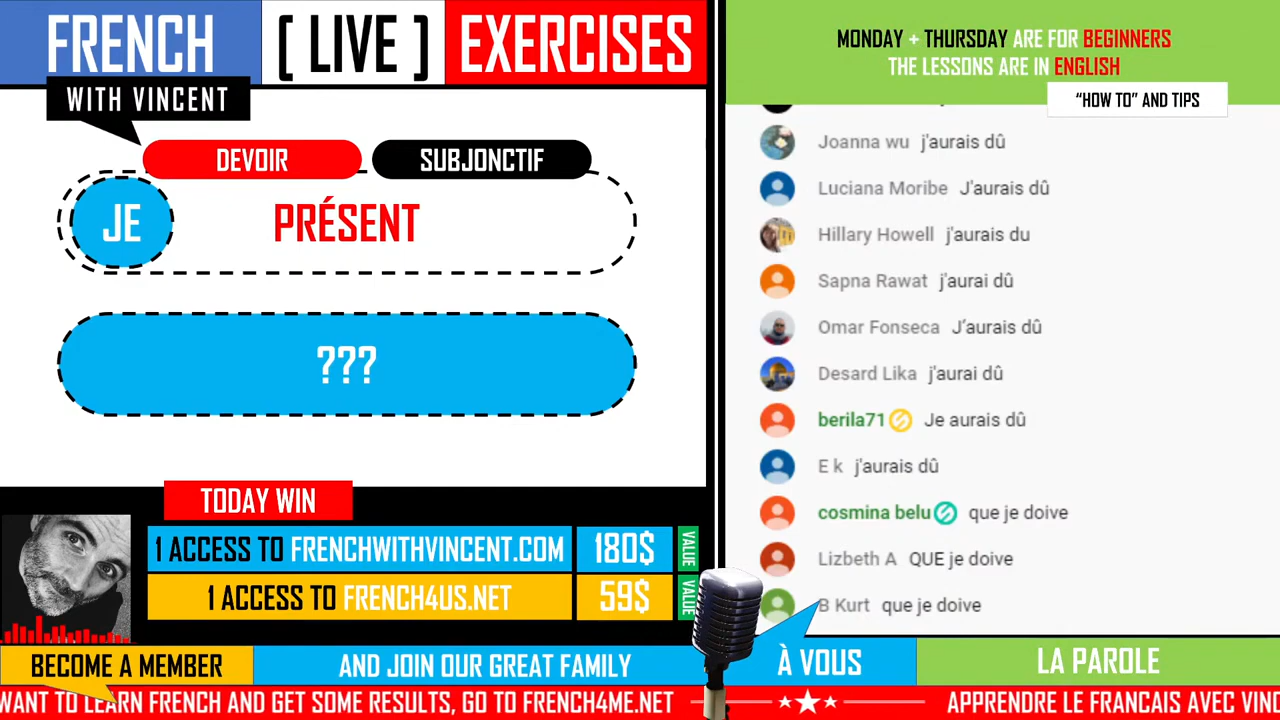 FRENCH [ LIVE ] EXERCISES
WITH VINCENT
DEVOIR SUBJONCTIF
JE PRÉSENT
???
TODAY WIN
1 ACCESS TO FRENCHWITHVINCENT.COM 180$ VALUE
1 ACCESS TO FRENCH4US.NET 59$ VALUE
MONDAY + THURSDAY ARE FOR BEGINNERS
THE LESSONS ARE IN ENGLISH
“HOW TO” AND TIPS
Joanna wu j'aurais dû
Luciana Moribe J'aurais dû
Hillary Howell j'aurais du
Sapna Rawat j'aurai dû
Omar Fonseca J'aurais dû
Desard Lika j'aurai dû
berila71 Je aurais dû
E k j'aurais dû
cosmina belu que je doive
Lizbeth A QUE je doive
B Kurt que je doive
BECOME A MEMBER AND JOIN OUR GREAT FAMILY À VOUS LA PAROLE
WANT TO LEARN FRENCH AND GET SOME RESULTS, GO TO FRENCH4ME.NET APPRENDRE LE FRANCAIS AVEC VINC